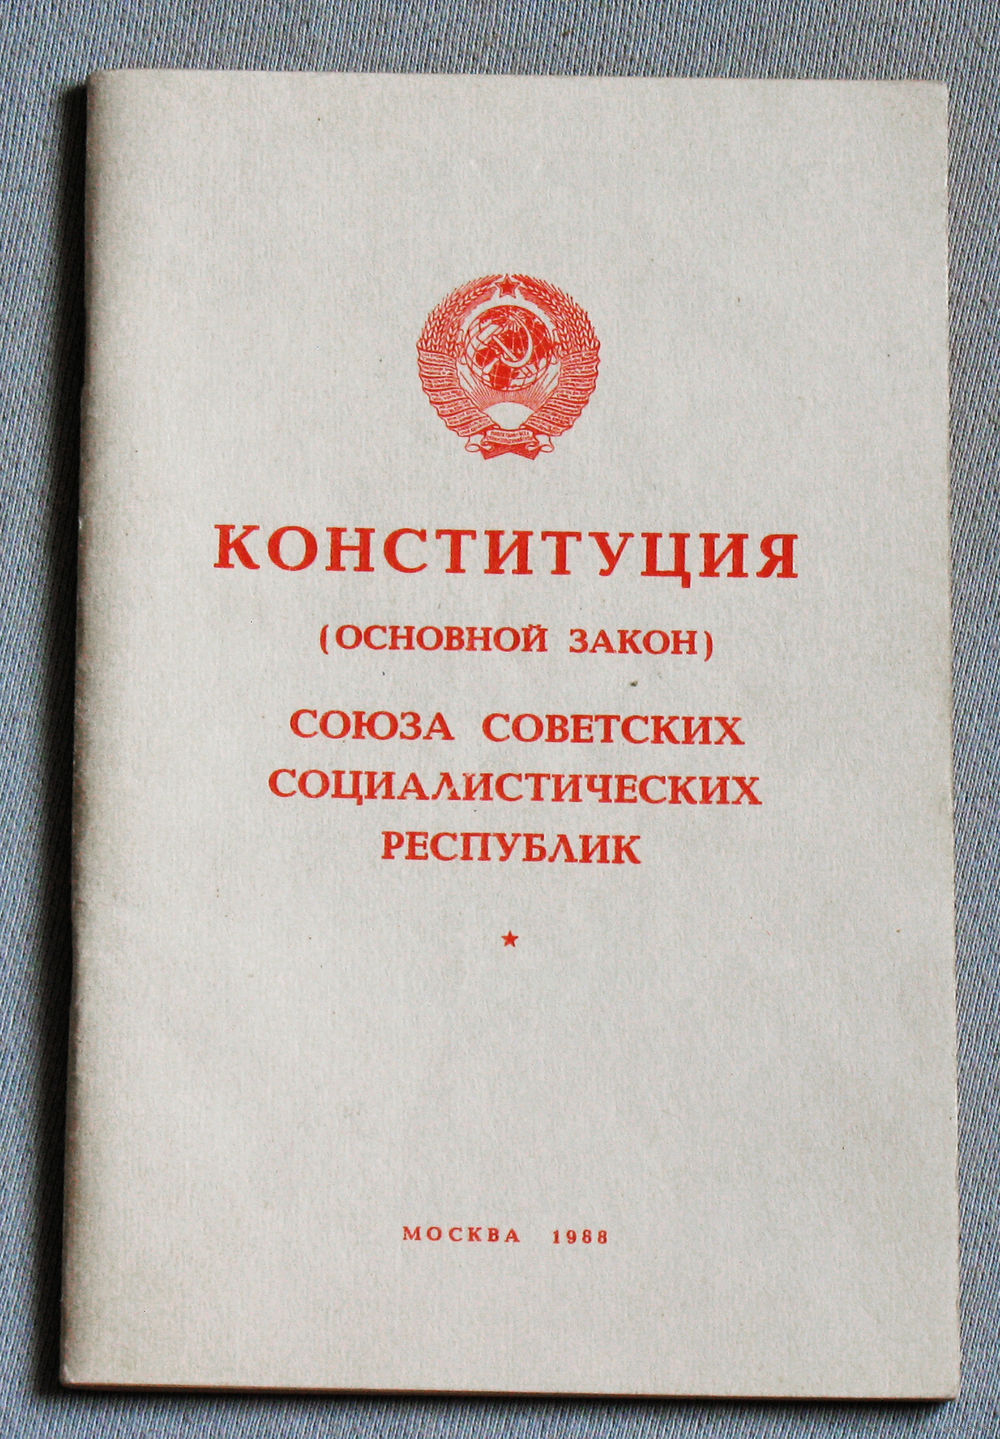 КОНСТИТУЦИЯ
(ОСНОВНОЙ ЗАКОН)
СОЮЗА СОВЕТСКИХ
СОЦИАЛИСТИЧЕСКИХ
РЕСПУБЛИК
МОСКВА 1988